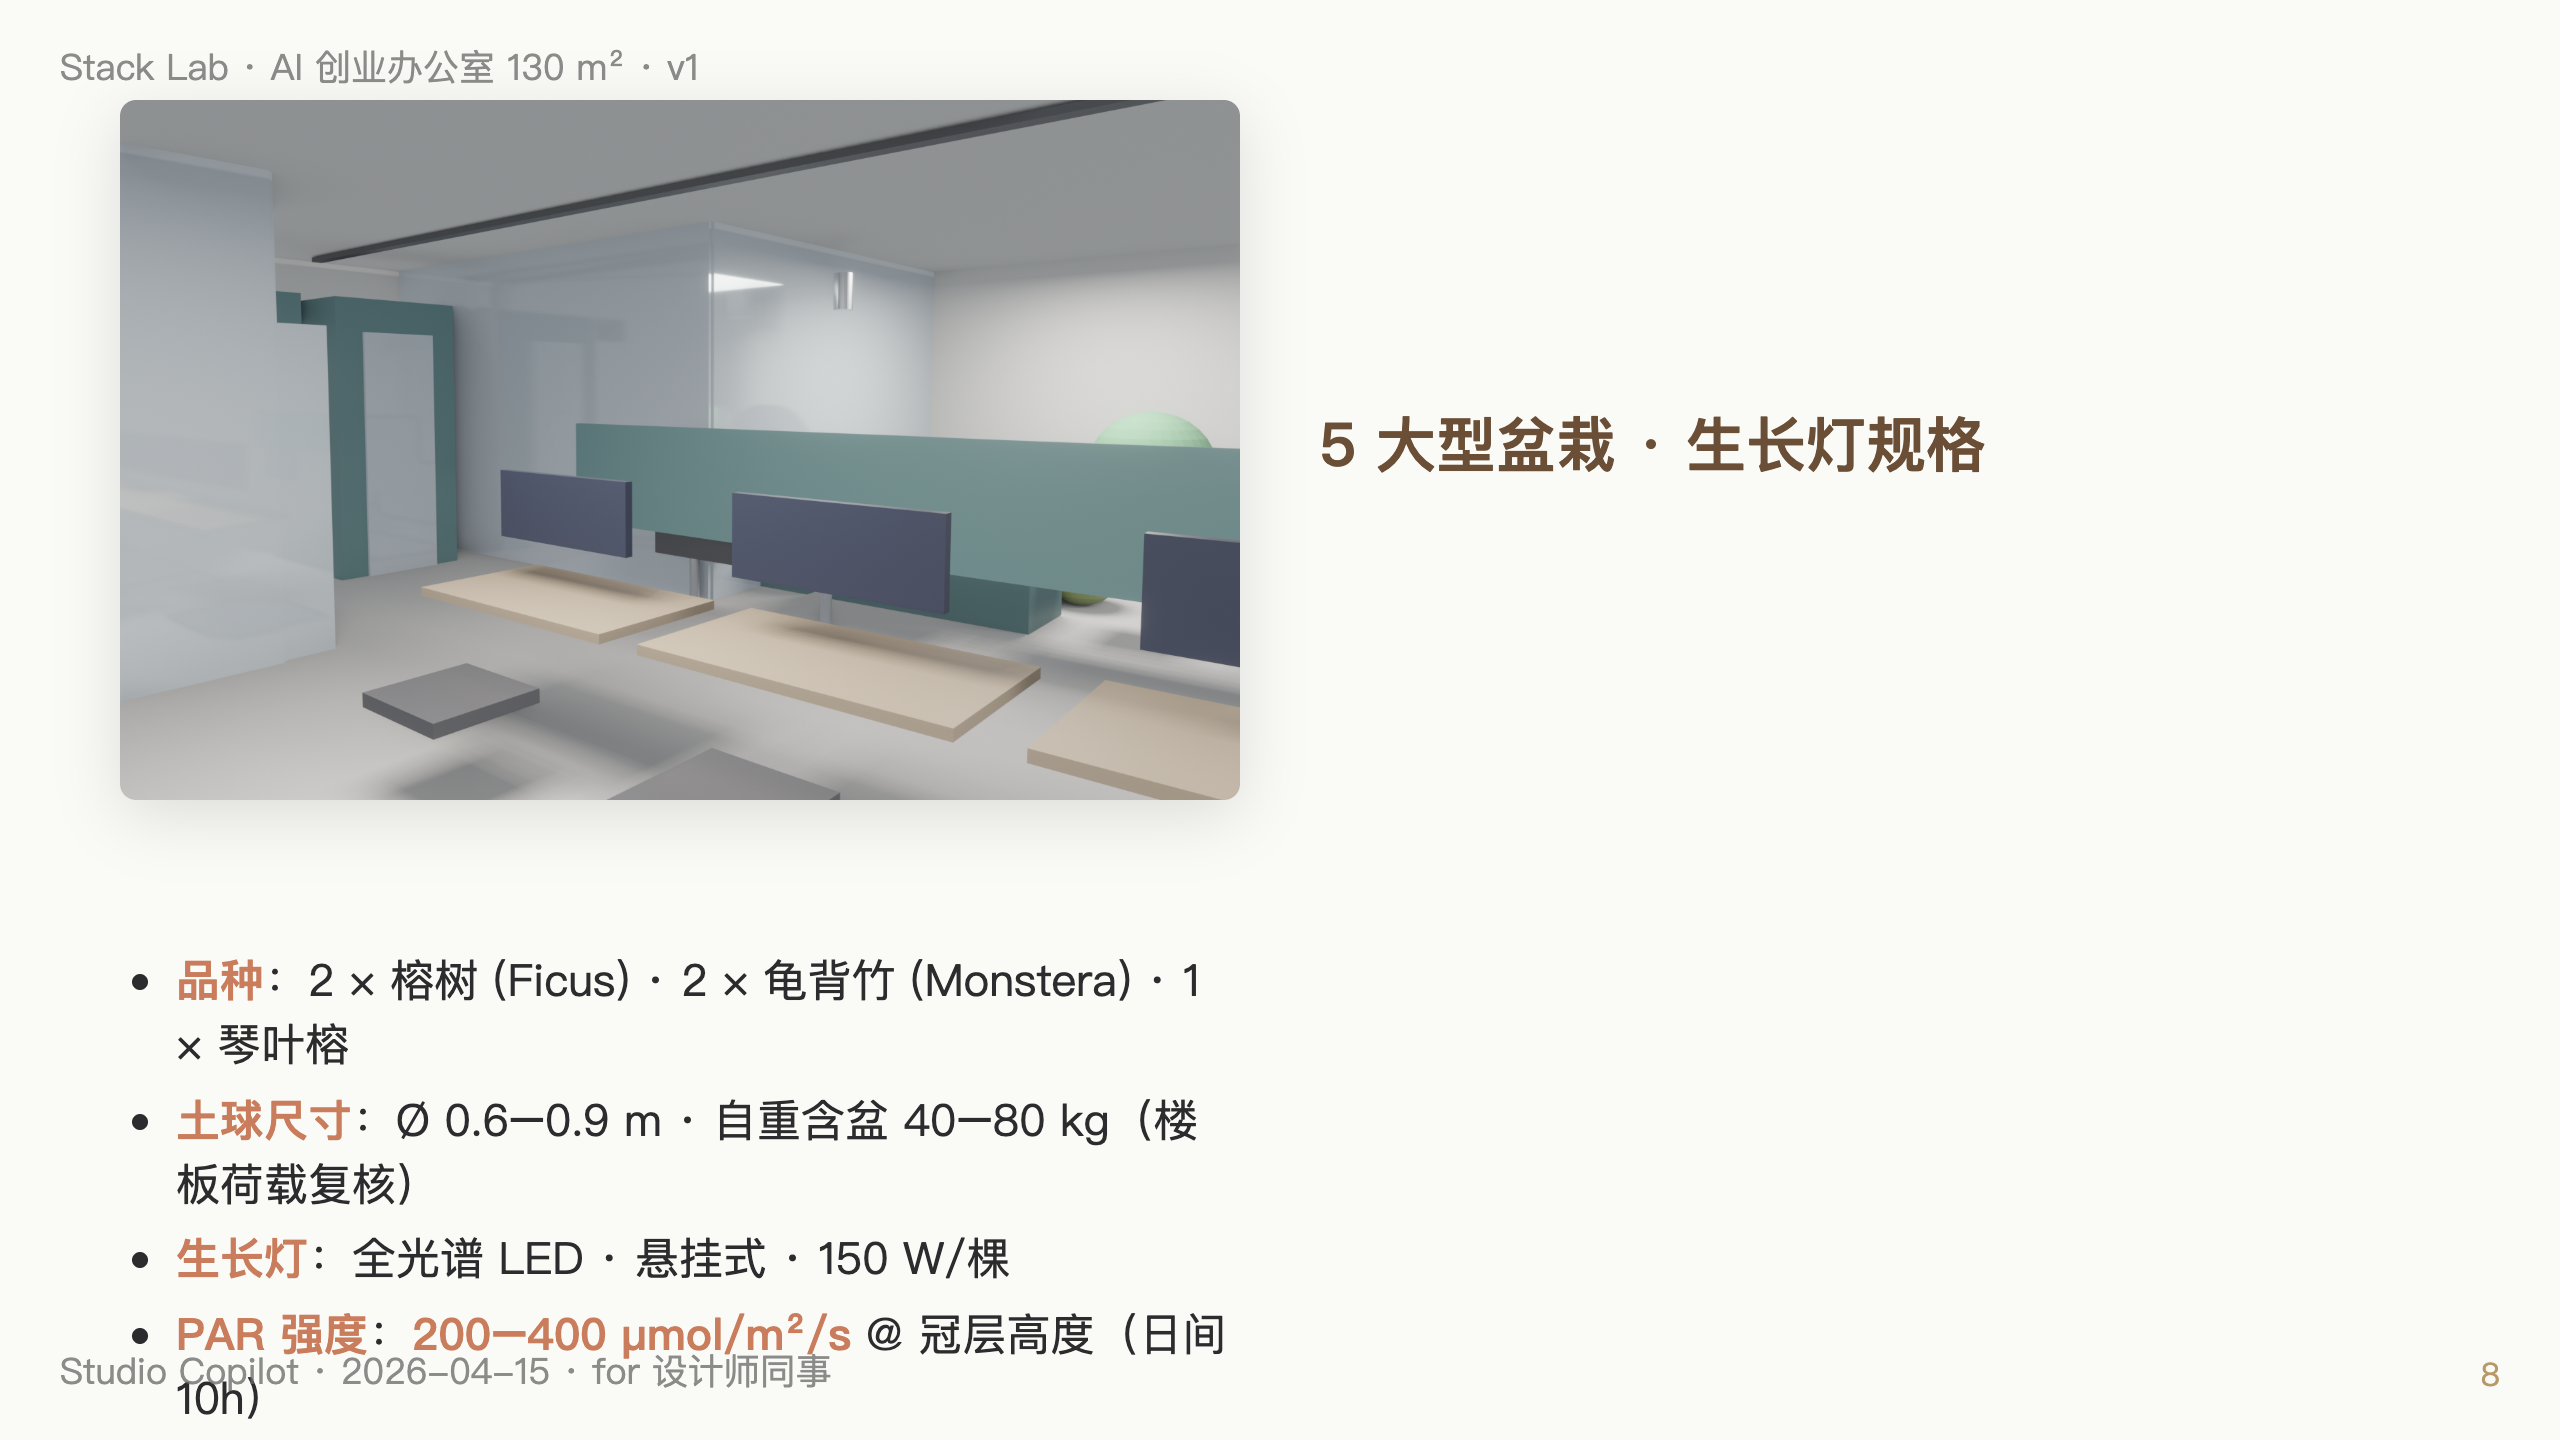 Stack Lab · AI 创业办公室 130 m² · v1
5 大型盆栽 · 生长灯规格
• 品种：2 × 榕树 (Ficus) · 2 × 龟背竹 (Monstera) · 1
× 琴叶榕
• 土球尺寸：Ø 0.6–0.9 m · 自重含盆 40–80 kg（楼
板荷载复核）
• 生长灯：全光谱 LED · 悬挂式 · 150 W/棵
• PAR 强度：200–400 μmol/m²/s @ 冠层高度（日间
10h）
Studio Copilot · 2026-04-15 · for 设计师同事
8